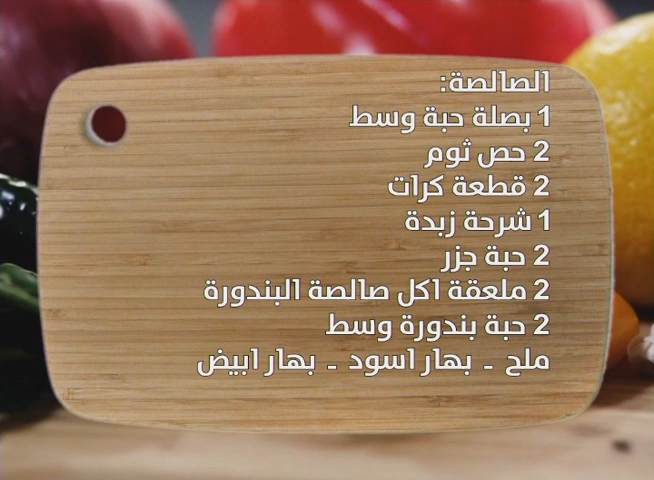 الصالصة:
1 بصلة حبة وسط
2 حص ثوم
2 قطعة كرات
1 شرحة زبدة
2 حبة جزر
2 ملعقة اكل صالصة البندورة
2 حبة بندورة وسط
ملح - بهار اسود - بهار ابيض